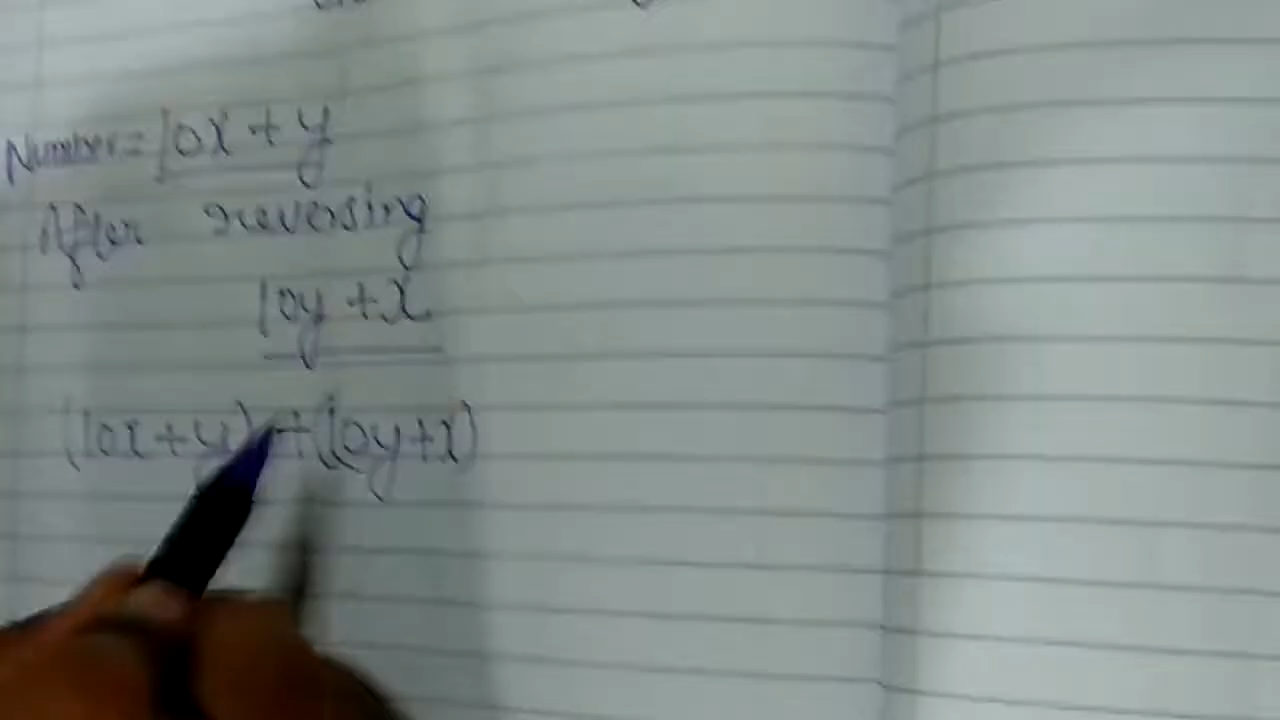 Number = 10x + y
After reversing
10y + x
(10x + y) + (10y + x)